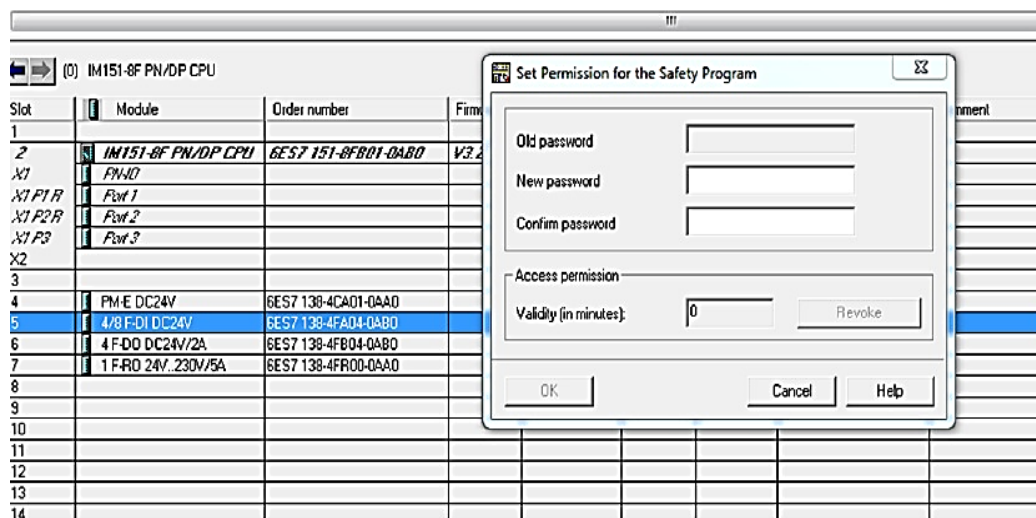 (0) IM151-8F PN/DP CPU
Set Permission for the Safety Program
Slot Module Order number
1
2 IM151-8F PN/DP CPU 6ES7 151-8FB01-0AB0 V3.2
X1 PN-IO
X1 P1 R Port 1
X1 P2 R Port 2
X1 P3 Port 3
X2
3
4 PM-E DC24V 6ES7 138-4CA01-0AA0
5 4/8 F-DI DC24V 6ES7 138-4FA04-0AB0
6 4 F-DO DC24V/2A 6ES7 138-4FB04-0AB0
7 1 F-RO 24V..230V/5A 6ES7 138-4FR00-0AA0
8
9
10
11
12
13
14
Old password
New password
Confirm password
Access permission
Validity (in minutes): 0 Revoke
OK Cancel Help